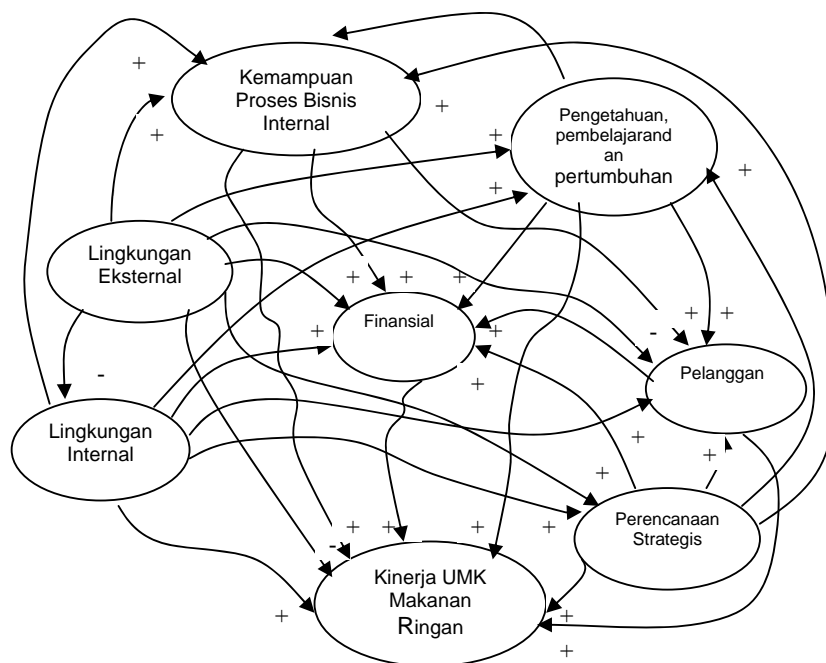 Kemampuan
Proses Bisnis
Internal
Pengetahuan,
pembelajarand
an
pertumbuhan
Lingkungan
Eksternal
Finansial
Pelanggan
Lingkungan
Internal
Perencanaan
Strategis
Kinerja UMK
Makanan
Ringan
+
+
+
+
+
+
+
+
+
+
+
-
+
+
+
-
+
+
+
+
+
+
+
+
-
+
+
+